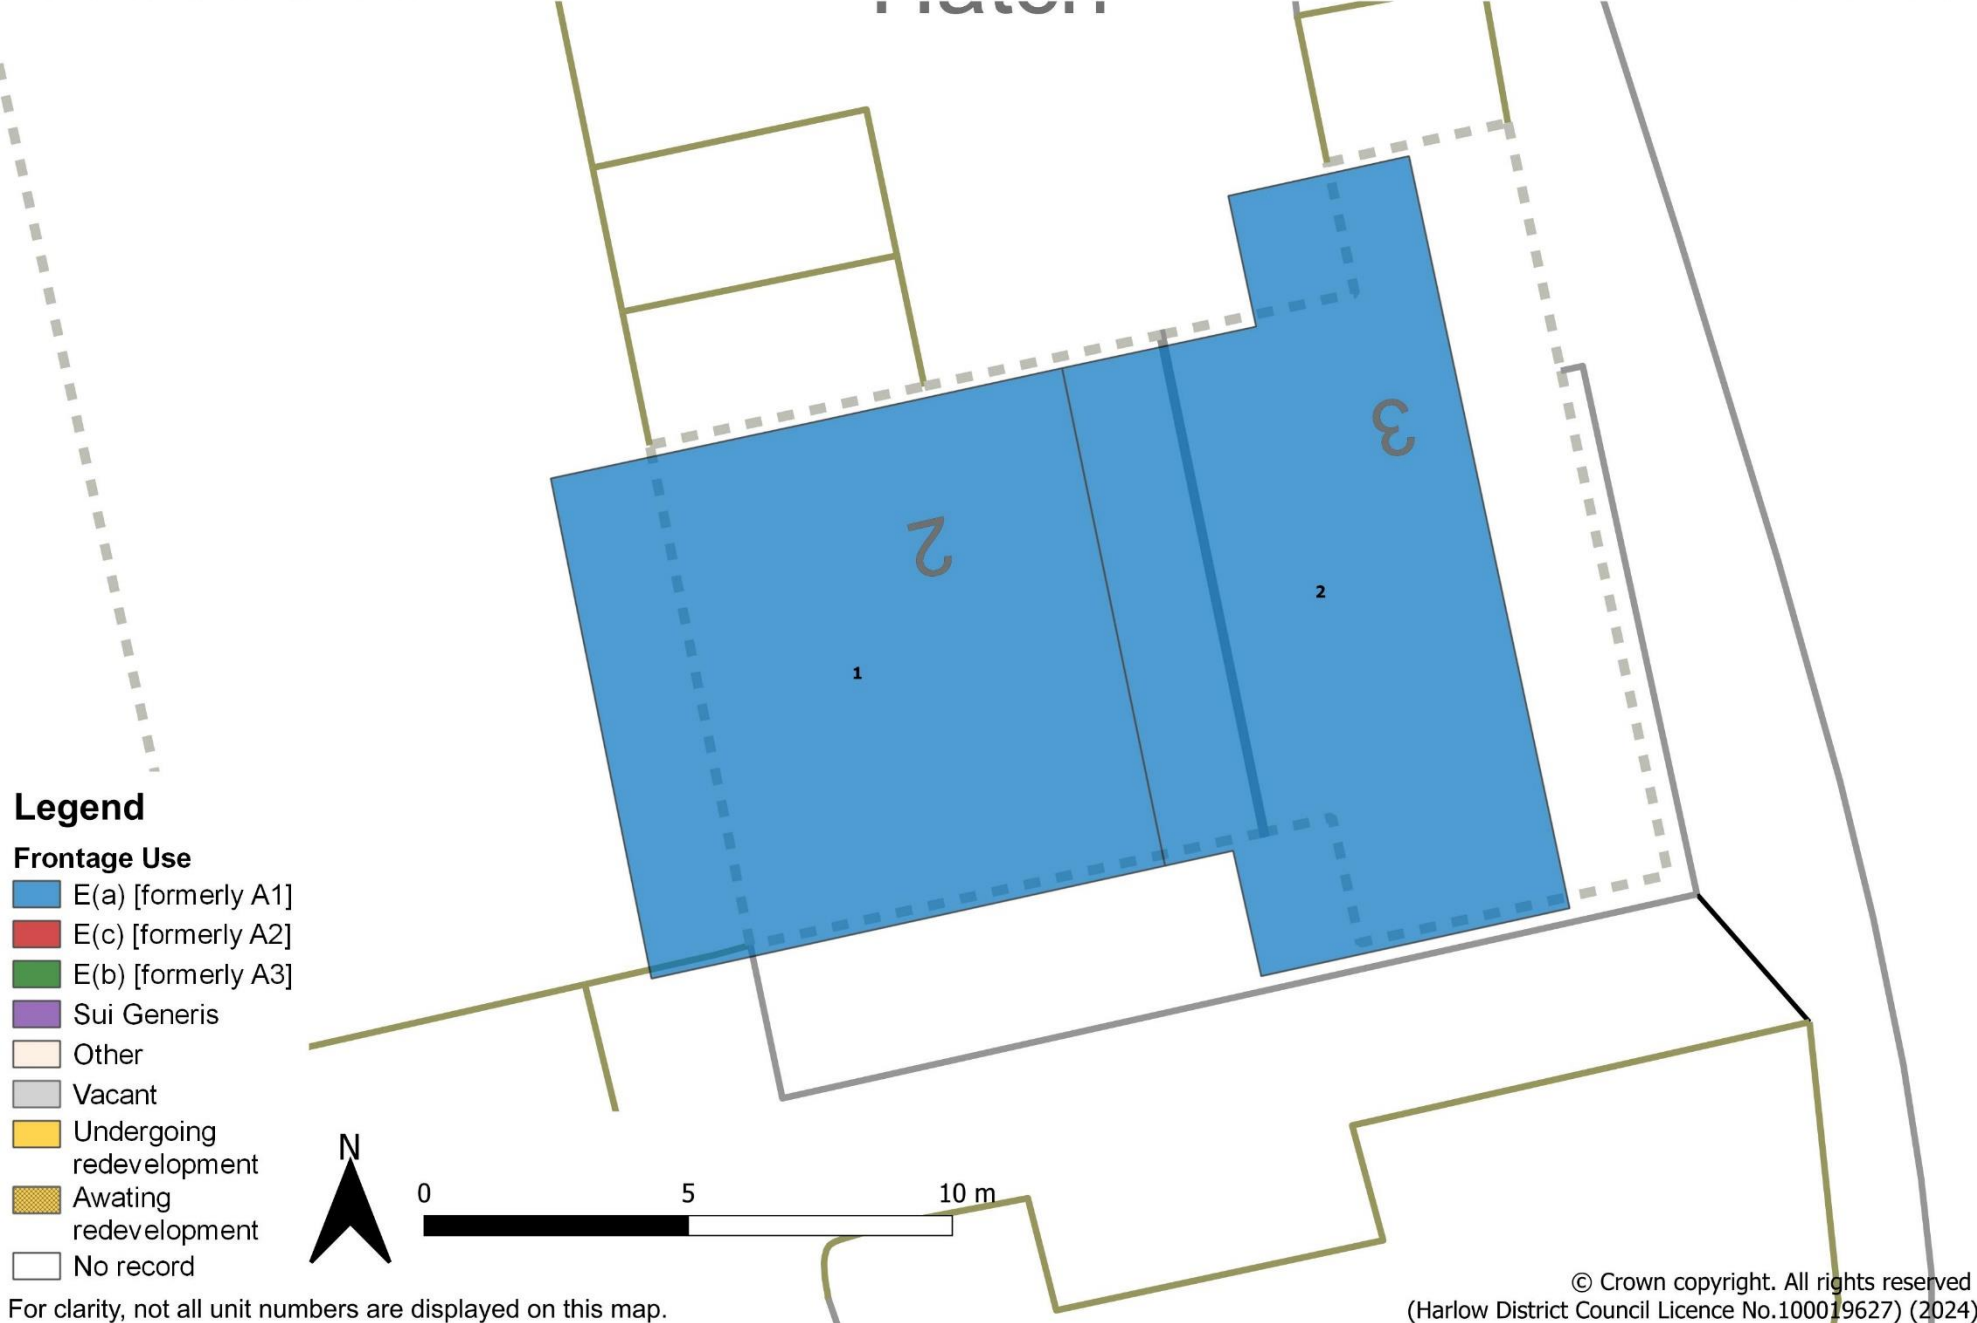 Hatch
3
2
2
1
Legend
Frontage Use
E(a) [formerly A1]
E(c) [formerly A2]
E(b) [formerly A3]
Sui Generis
Other
Vacant
Undergoing
redevelopment
Awating
redevelopment
No record
N
0 5 10 m
For clarity, not all unit numbers are displayed on this map.
© Crown copyright. All rights reserved
(Harlow District Council Licence No.100019627) (2024)